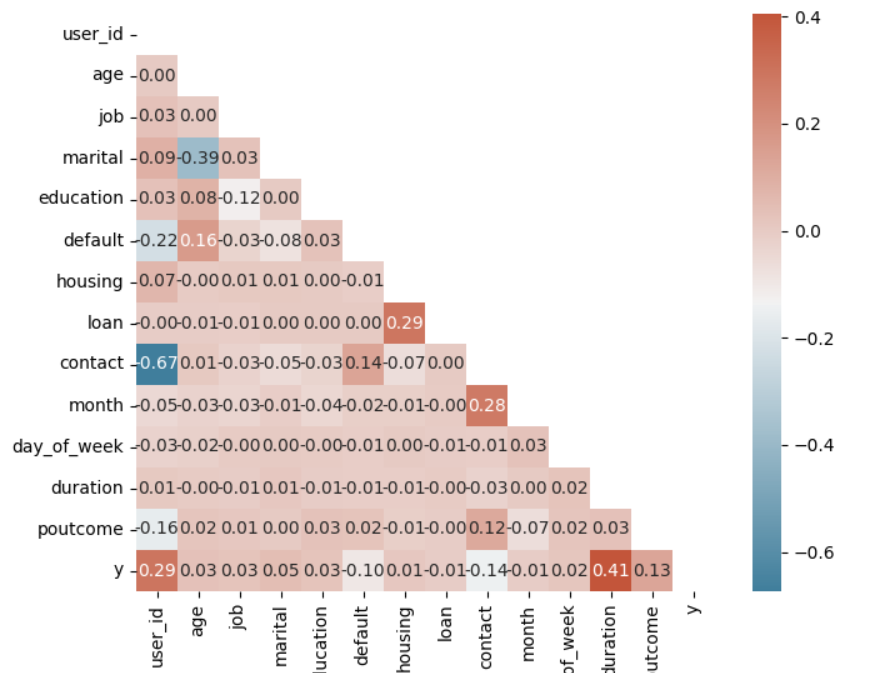 user_id
age 0.00
job 0.03 0.00
marital 0.09 -0.39 0.03
education 0.03 0.08 -0.12 0.00
default -0.22 0.16 -0.03 -0.08 0.03
housing 0.07 -0.00 0.01 0.01 0.00 -0.01
loan -0.00 -0.01 -0.01 0.00 0.00 0.00 0.29
contact -0.67 0.01 -0.03 -0.05 -0.03 0.14 -0.07 0.00
month -0.05 -0.03 -0.03 -0.01 -0.04 -0.02 -0.01 -0.00 0.28
day_of_week -0.03 -0.02 -0.00 0.00 -0.00 -0.01 0.00 -0.01 -0.01 0.03
duration 0.01 -0.00 -0.01 0.01 -0.01 -0.01 -0.01 -0.00 -0.03 0.00 0.02
poutcome -0.16 0.02 0.01 0.00 0.03 0.02 -0.01 -0.00 0.12 -0.07 0.02 0.03
y 0.29 0.03 0.03 0.05 0.03 -0.10 0.01 -0.01 -0.14 -0.01 0.02 0.41 0.13
user_id
age
job
marital
lucation
default
housing
loan
contact
month
of_week
duration
utcome
y
0.4
0.2
0.0
−0.2
−0.4
−0.6